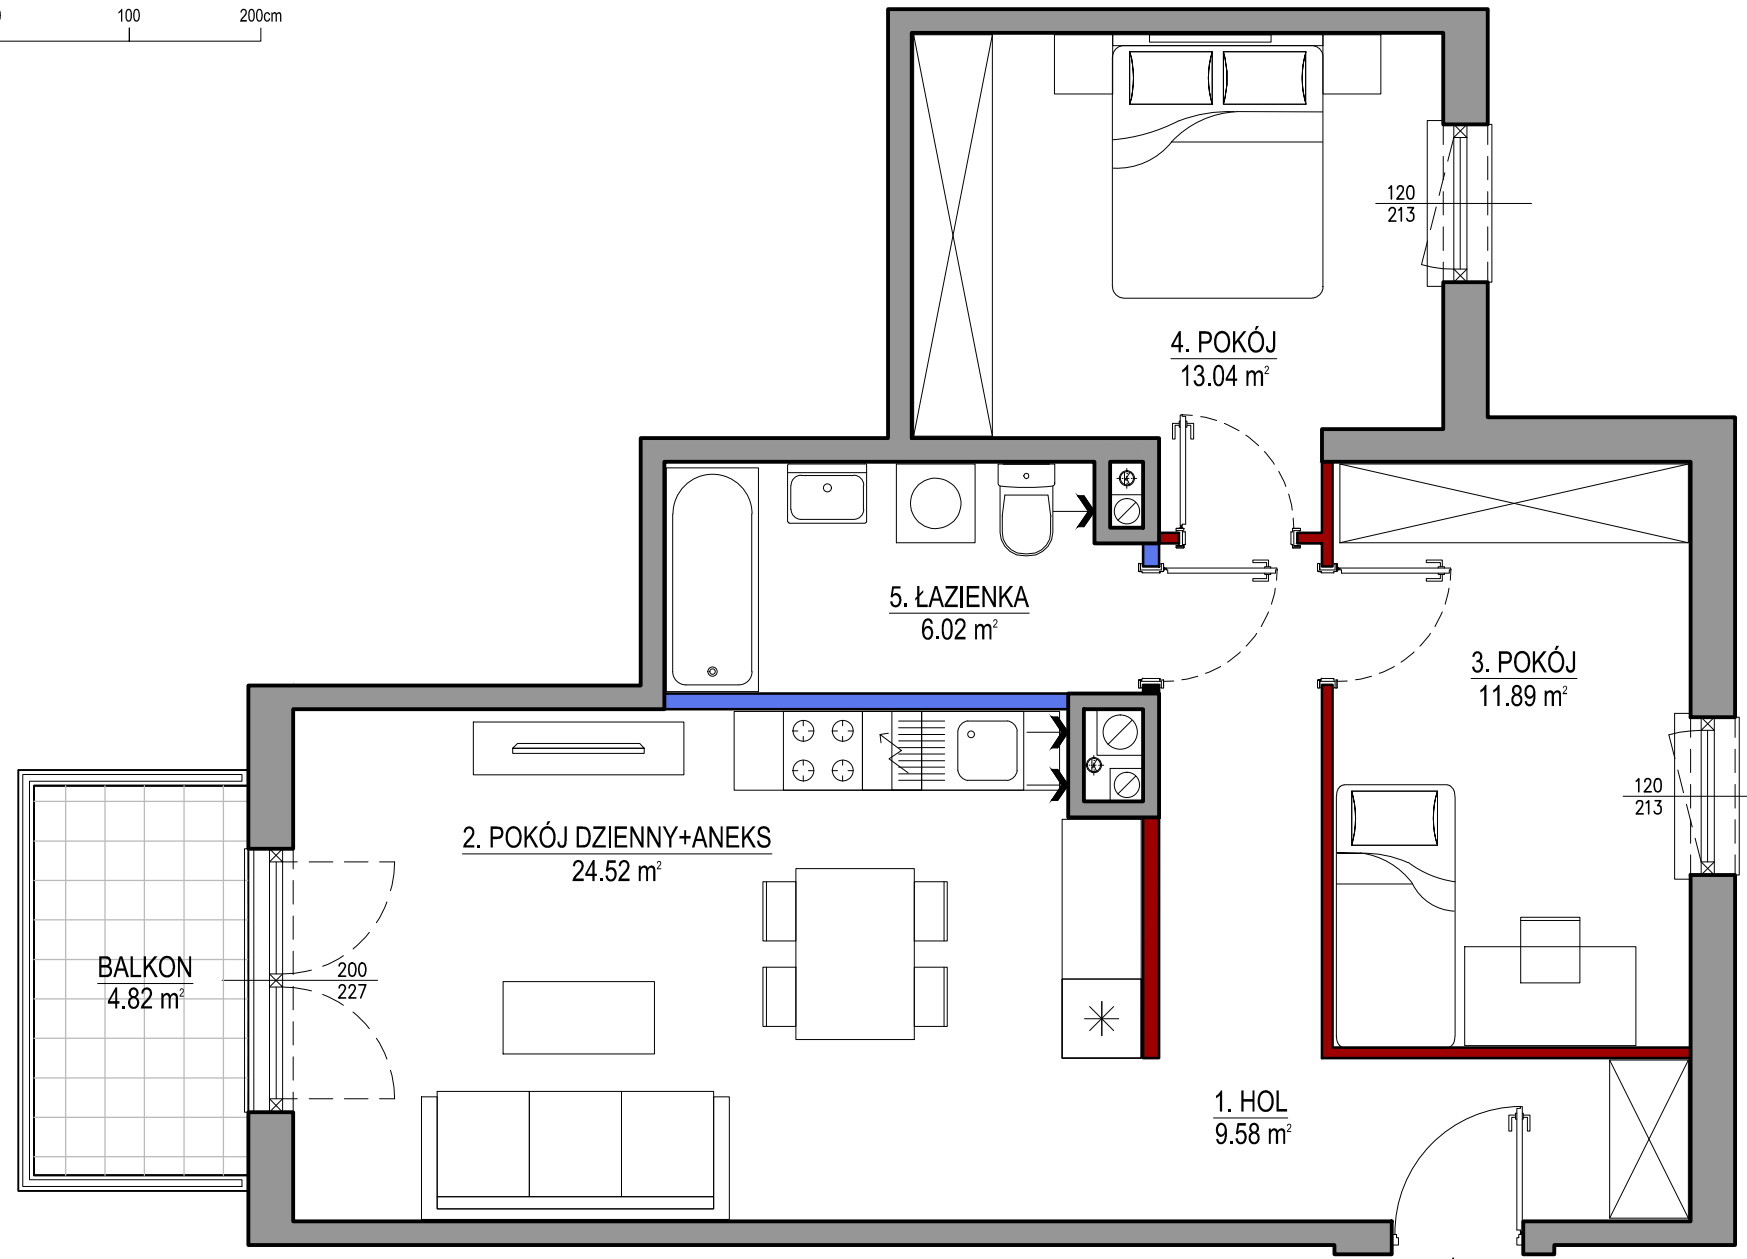 100 200cm
120
213
4. POKÓJ
13.04 m²
5. ŁAZIENKA
6.02 m²
3. POKÓJ
11.89 m²
120
213
2. POKÓJ DZIENNY+ANEKS
24.52 m²
BALKON
4.82 m²
200
227
1. HOL
9.58 m²